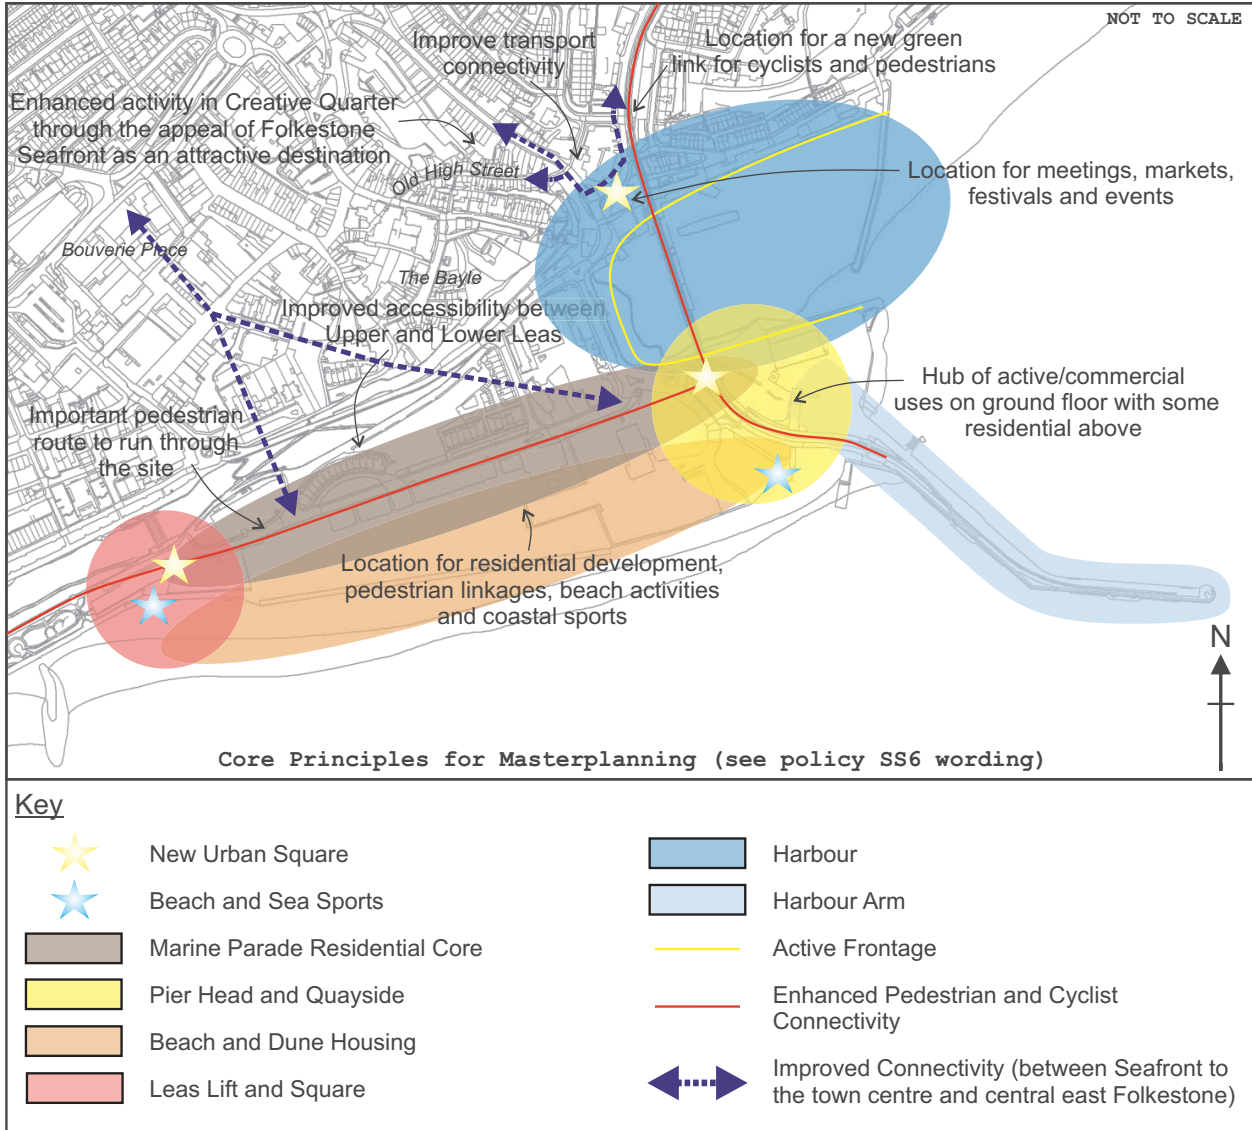 NOT TO SCALE
Improve transport
connectivity
Location for a new green
link for cyclists and pedestrians
Enhanced activity in Creative Quarter
through the appeal of Folkestone
Seafront as an attractive destination
Old High Street
Location for meetings, markets,
festivals and events
Bouverie Place
The Bayle
Improved accessibility between
Upper and Lower Leas
Hub of active/commercial
uses on ground floor with some
residential above
Important pedestrian
route to run through
the site
Location for residential development,
pedestrian linkages, beach activities
and coastal sports
N
Core Principles for Masterplanning (see policy SS6 wording)
Key
New Urban Square
Beach and Sea Sports
Marine Parade Residential Core
Pier Head and Quayside
Beach and Dune Housing
Leas Lift and Square
Harbour
Harbour Arm
Active Frontage
Enhanced Pedestrian and Cyclist
Connectivity
Improved Connectivity (between Seafront to
the town centre and central east Folkestone)